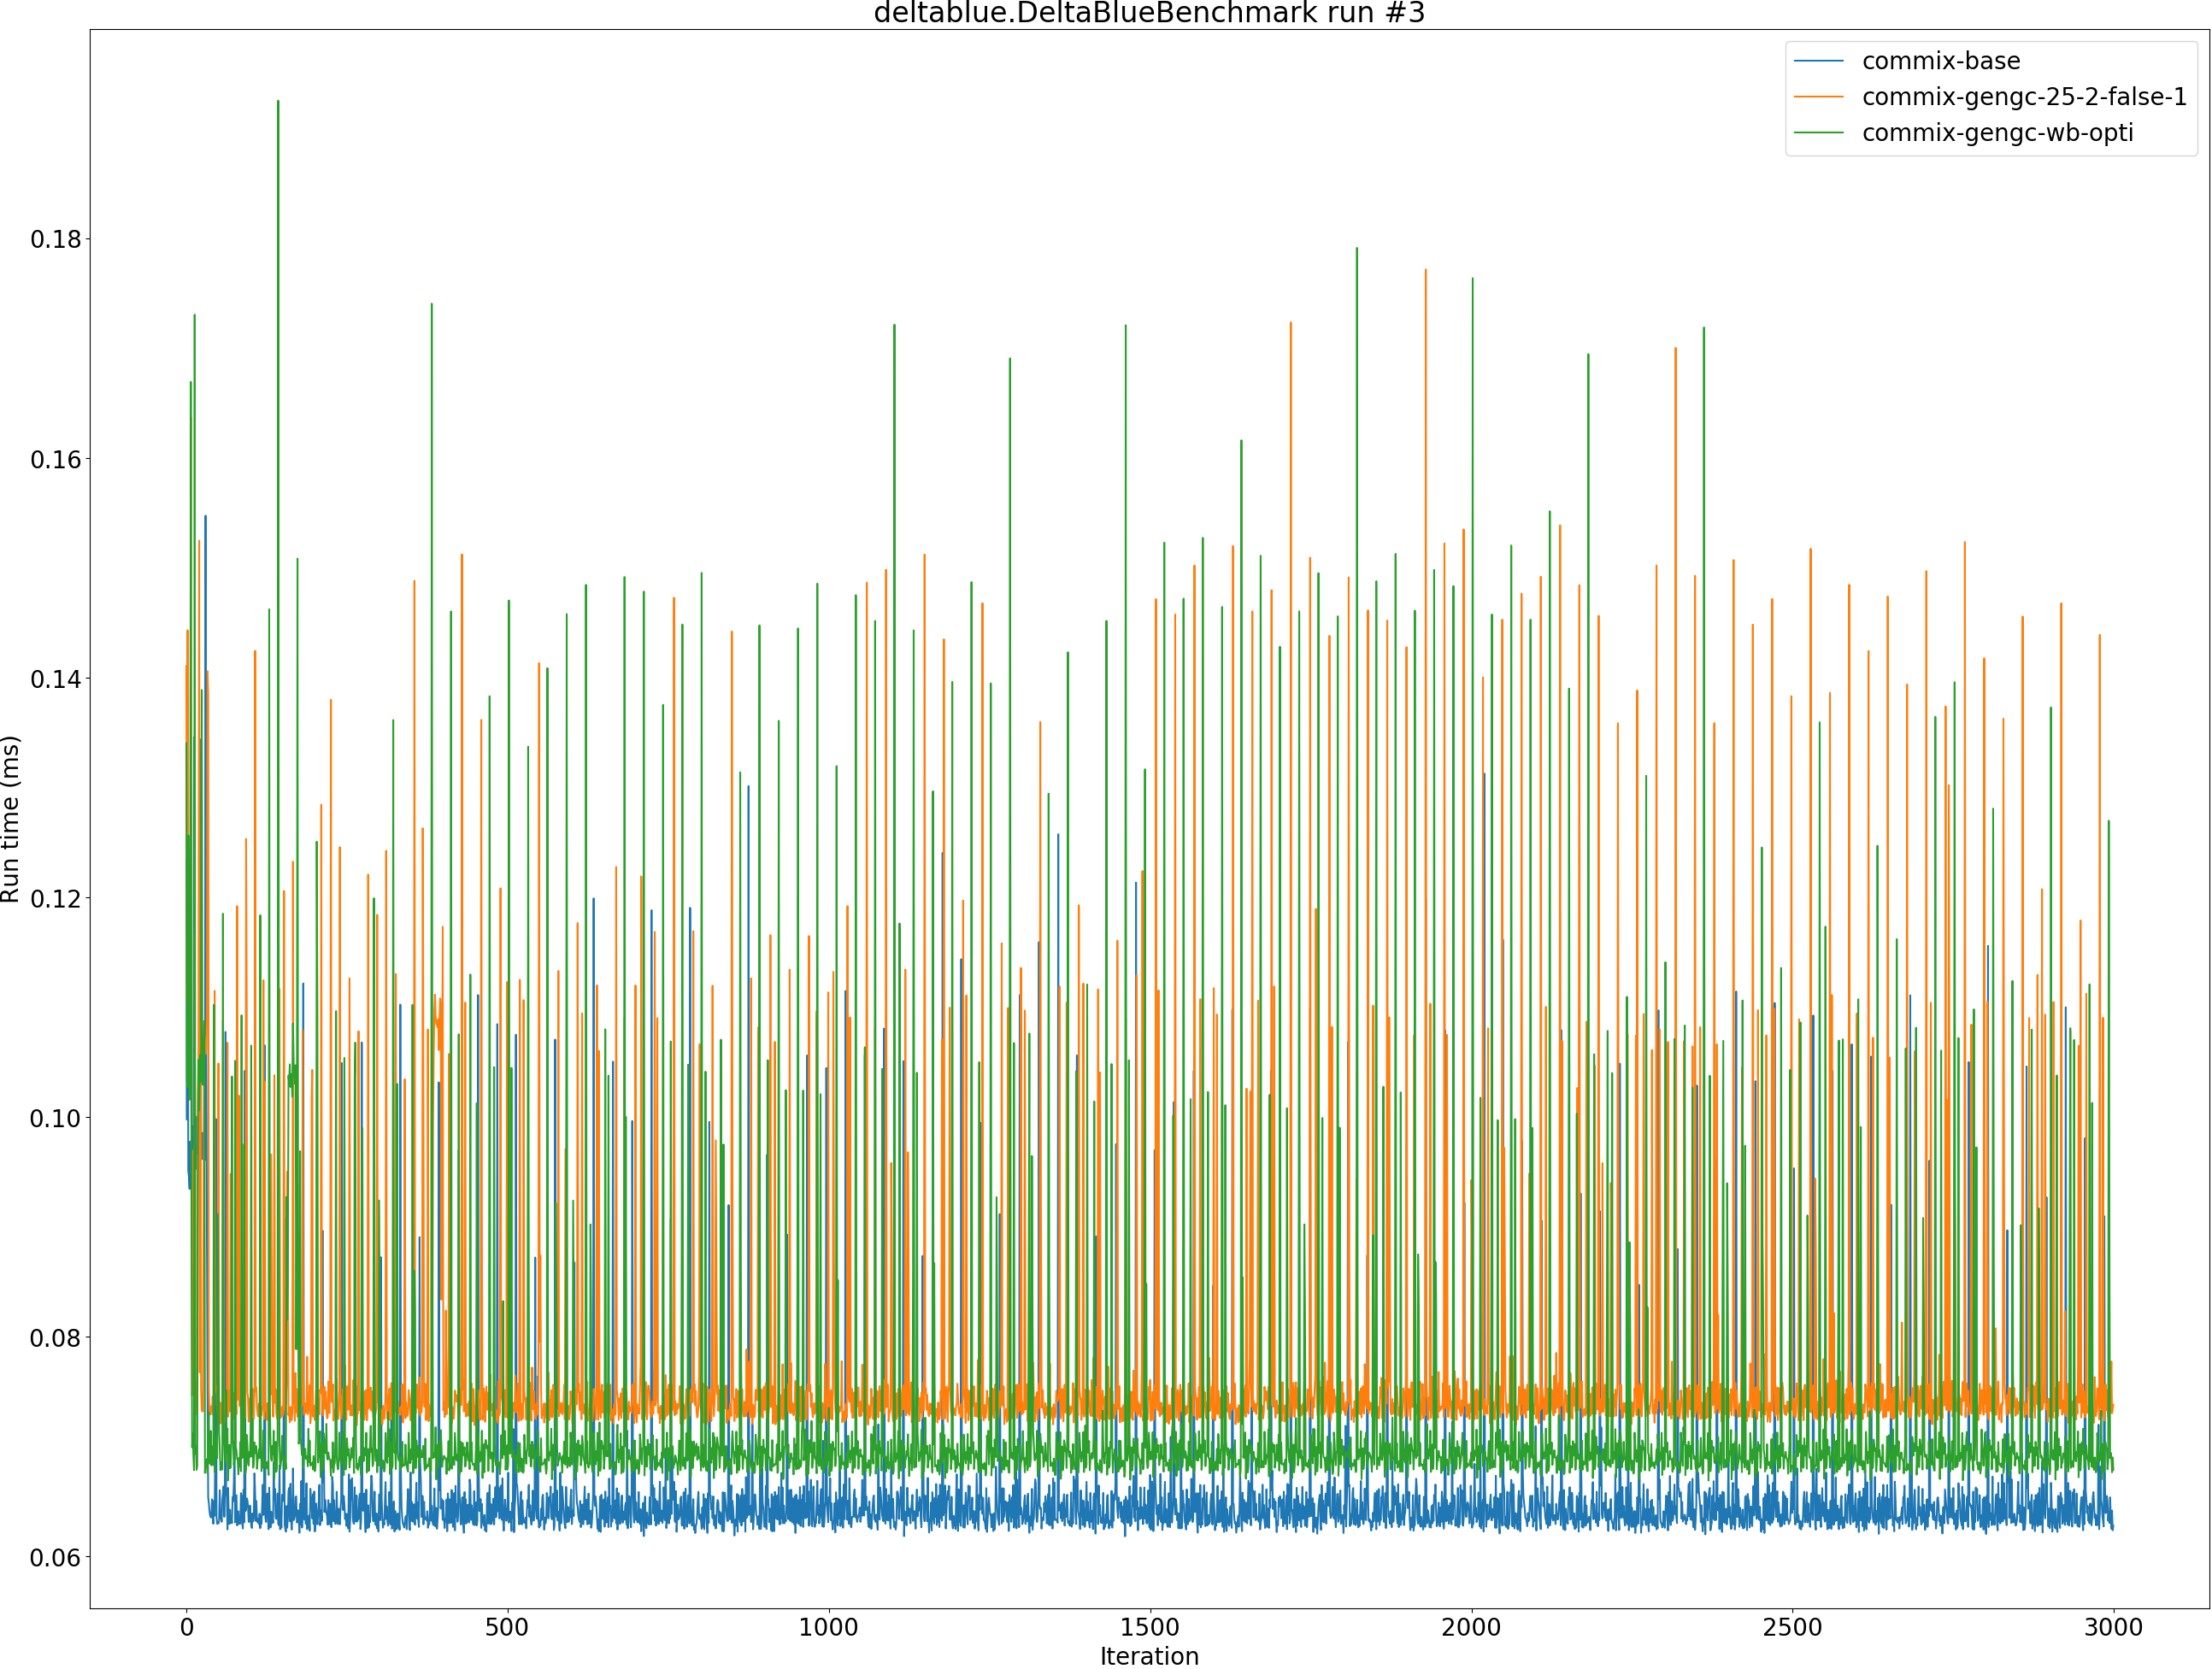 deltablue.DeltaBlueBenchmark run #3
commix-base
commix-gengc-25-2-false-1
commix-gengc-wb-opti
Run time (ms)
0.18
0.16
0.14
0.12
0.10
0.08
0.06
0 500 1000 1500 2000 2500 3000
Iteration